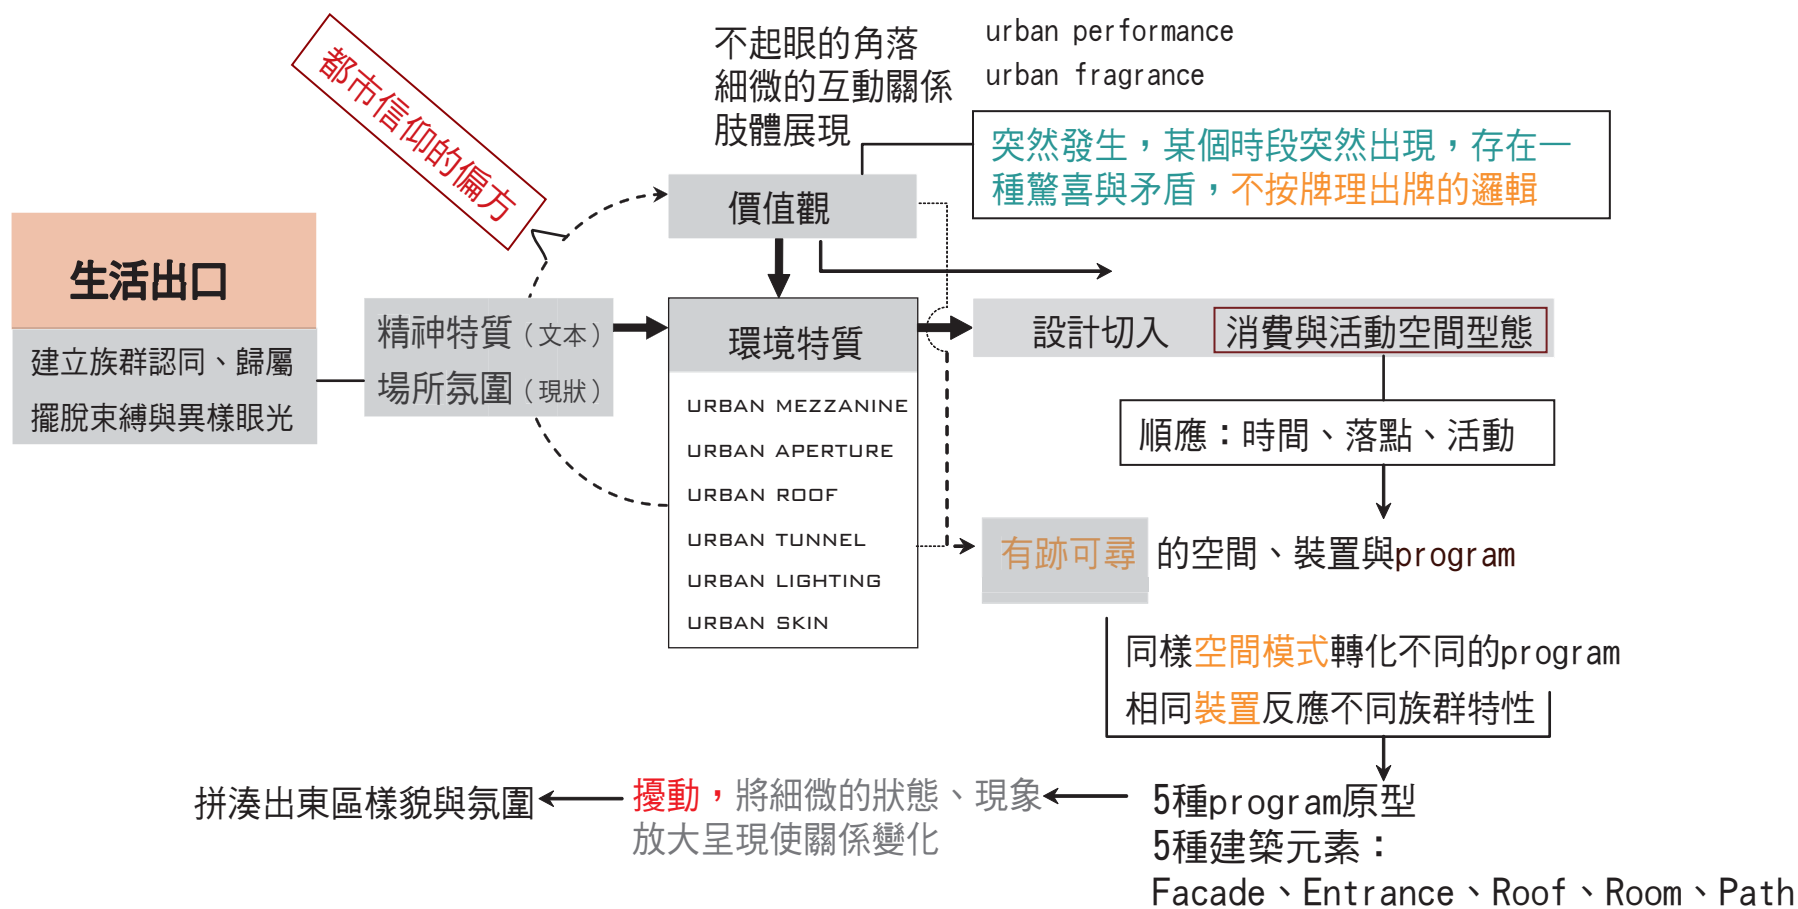 不起眼的角落
細微的互動關係
肢體展現
urban performance
urban fragrance
都市信仰的偏方
突然發生，某個時段突然出現，存在一
種驚喜與矛盾，不按牌理出牌的邏輯
價值觀
生活出口
建立族群認同、歸屬
擺脫束縛與異樣眼光
精神特質（文本）
場所氛圍（現狀）
環境特質
URBAN MEZZANINE
URBAN APERTURE
URBAN ROOF
URBAN TUNNEL
URBAN LIGHTING
URBAN SKIN
設計切入 消費與活動空間型態
順應：時間、落點、活動
有跡可尋 的空間、裝置與program
同樣空間模式轉化不同的program
相同裝置反應不同族群特性
5種program原型
5種建築元素：
Facade、Entrance、Roof、Room、Path
擾動，將細微的狀態、現象
放大呈現使關係變化
拼湊出東區樣貌與氛圍